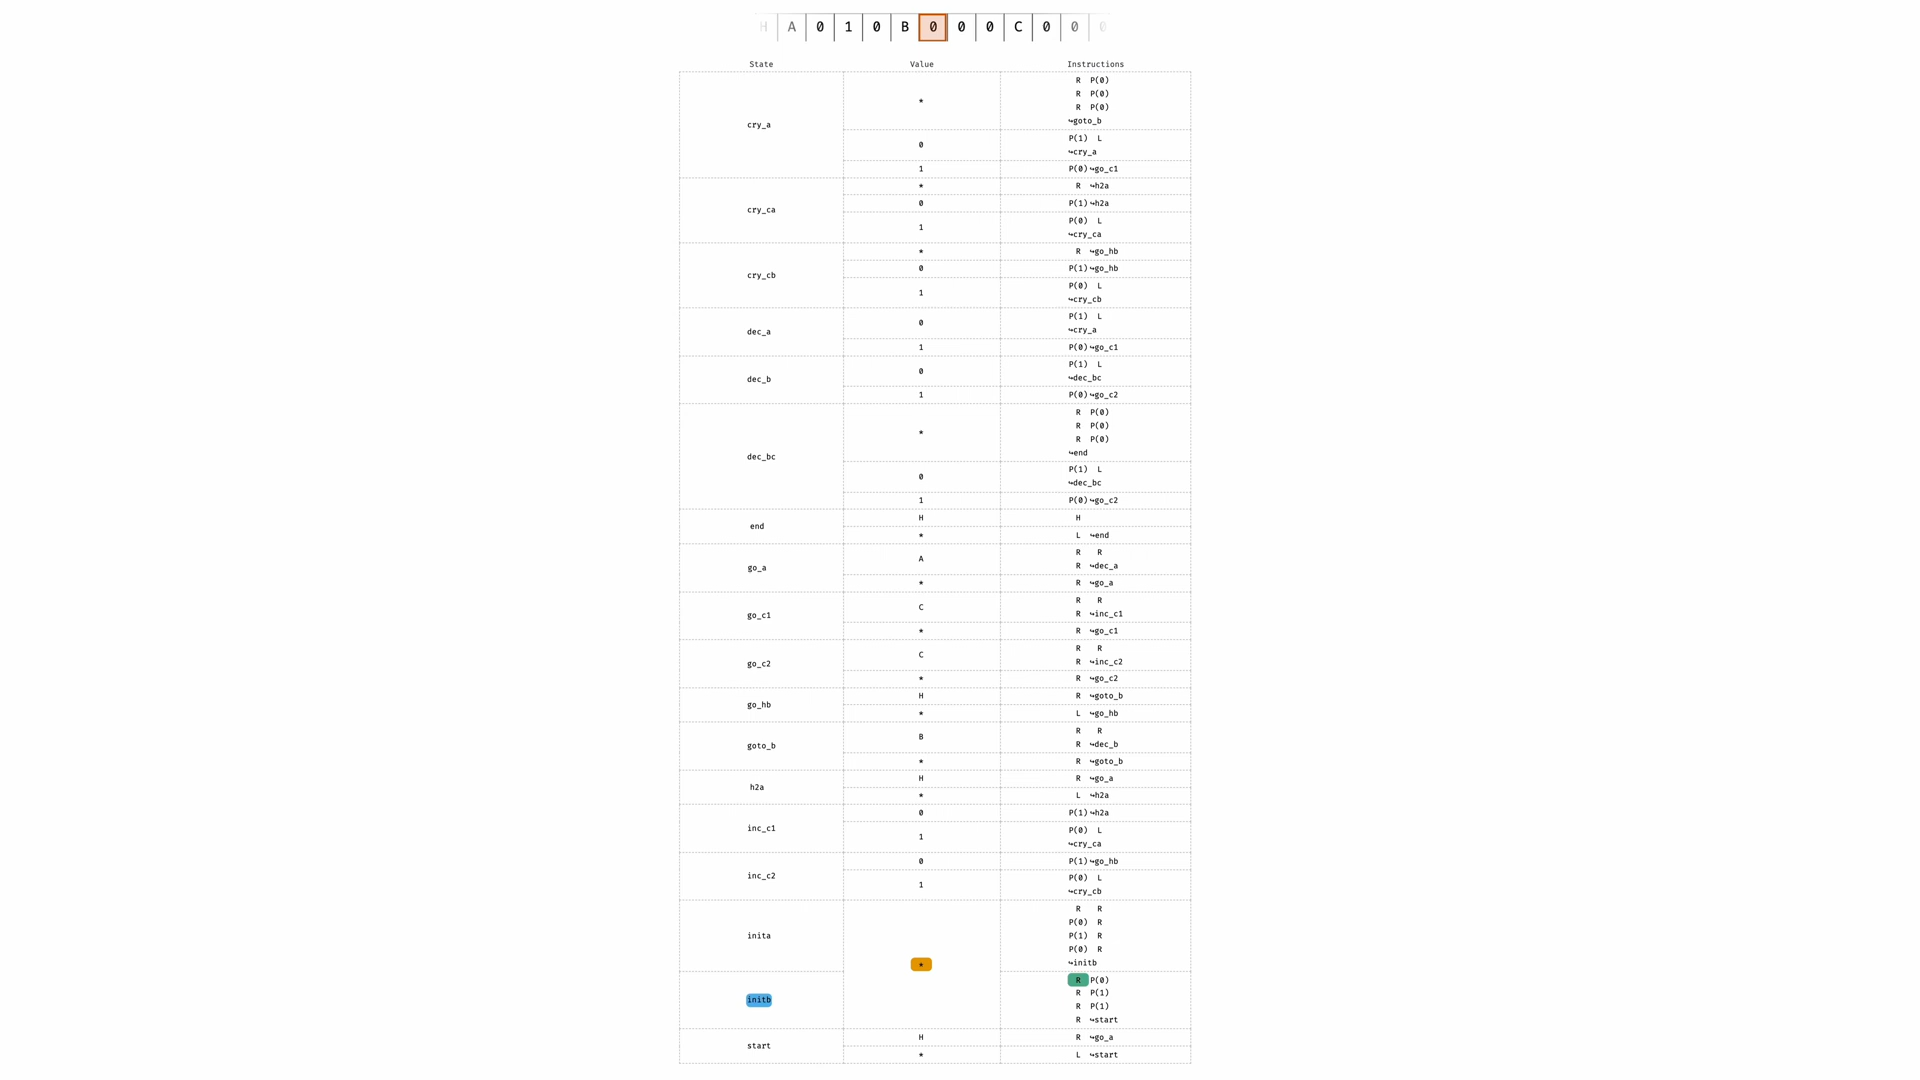 H A 0 1 0 B 0 0 0 C 0 0 0
State Value Instructions
cry_a * R P(0)
R P(0)
R P(0)
↪goto_b
0 P(1) L
↪cry_a
1 P(0) ↪go_c1
cry_ca * R ↪h2a
0 P(1) ↪h2a
1 P(0) L
↪cry_ca
cry_cb * R ↪go_hb
0 P(1) ↪go_hb
1 P(0) L
↪cry_cb
dec_a 0 P(1) L
↪cry_a
1 P(0) ↪go_c1
dec_b 0 P(1) L
↪dec_bc
1 P(0) ↪go_c2
dec_bc * R P(0)
R P(0)
R P(0)
↪end
0 P(1) L
↪dec_bc
1 P(0) ↪go_c2
end H H
* L ↪end
go_a A R R
R ↪dec_a
* R ↪go_a
go_c1 C R R
R ↪inc_c1
* R ↪go_c1
go_c2 C R R
R ↪inc_c2
* R ↪go_c2
go_hb H R ↪goto_b
* L ↪go_hb
goto_b B R R
R ↪dec_b
* R ↪goto_b
h2a H R ↪go_a
* L ↪h2a
inc_c1 0 P(1) ↪h2a
1 P(0) L
↪cry_ca
inc_c2 0 P(1) ↪go_hb
1 P(0) L
↪cry_cb
inita * R R
P(0) R
P(1) R
P(0) R
↪initb
initb R P(0)
R P(1)
R P(1)
R ↪start
start H R ↪go_a
* L ↪start